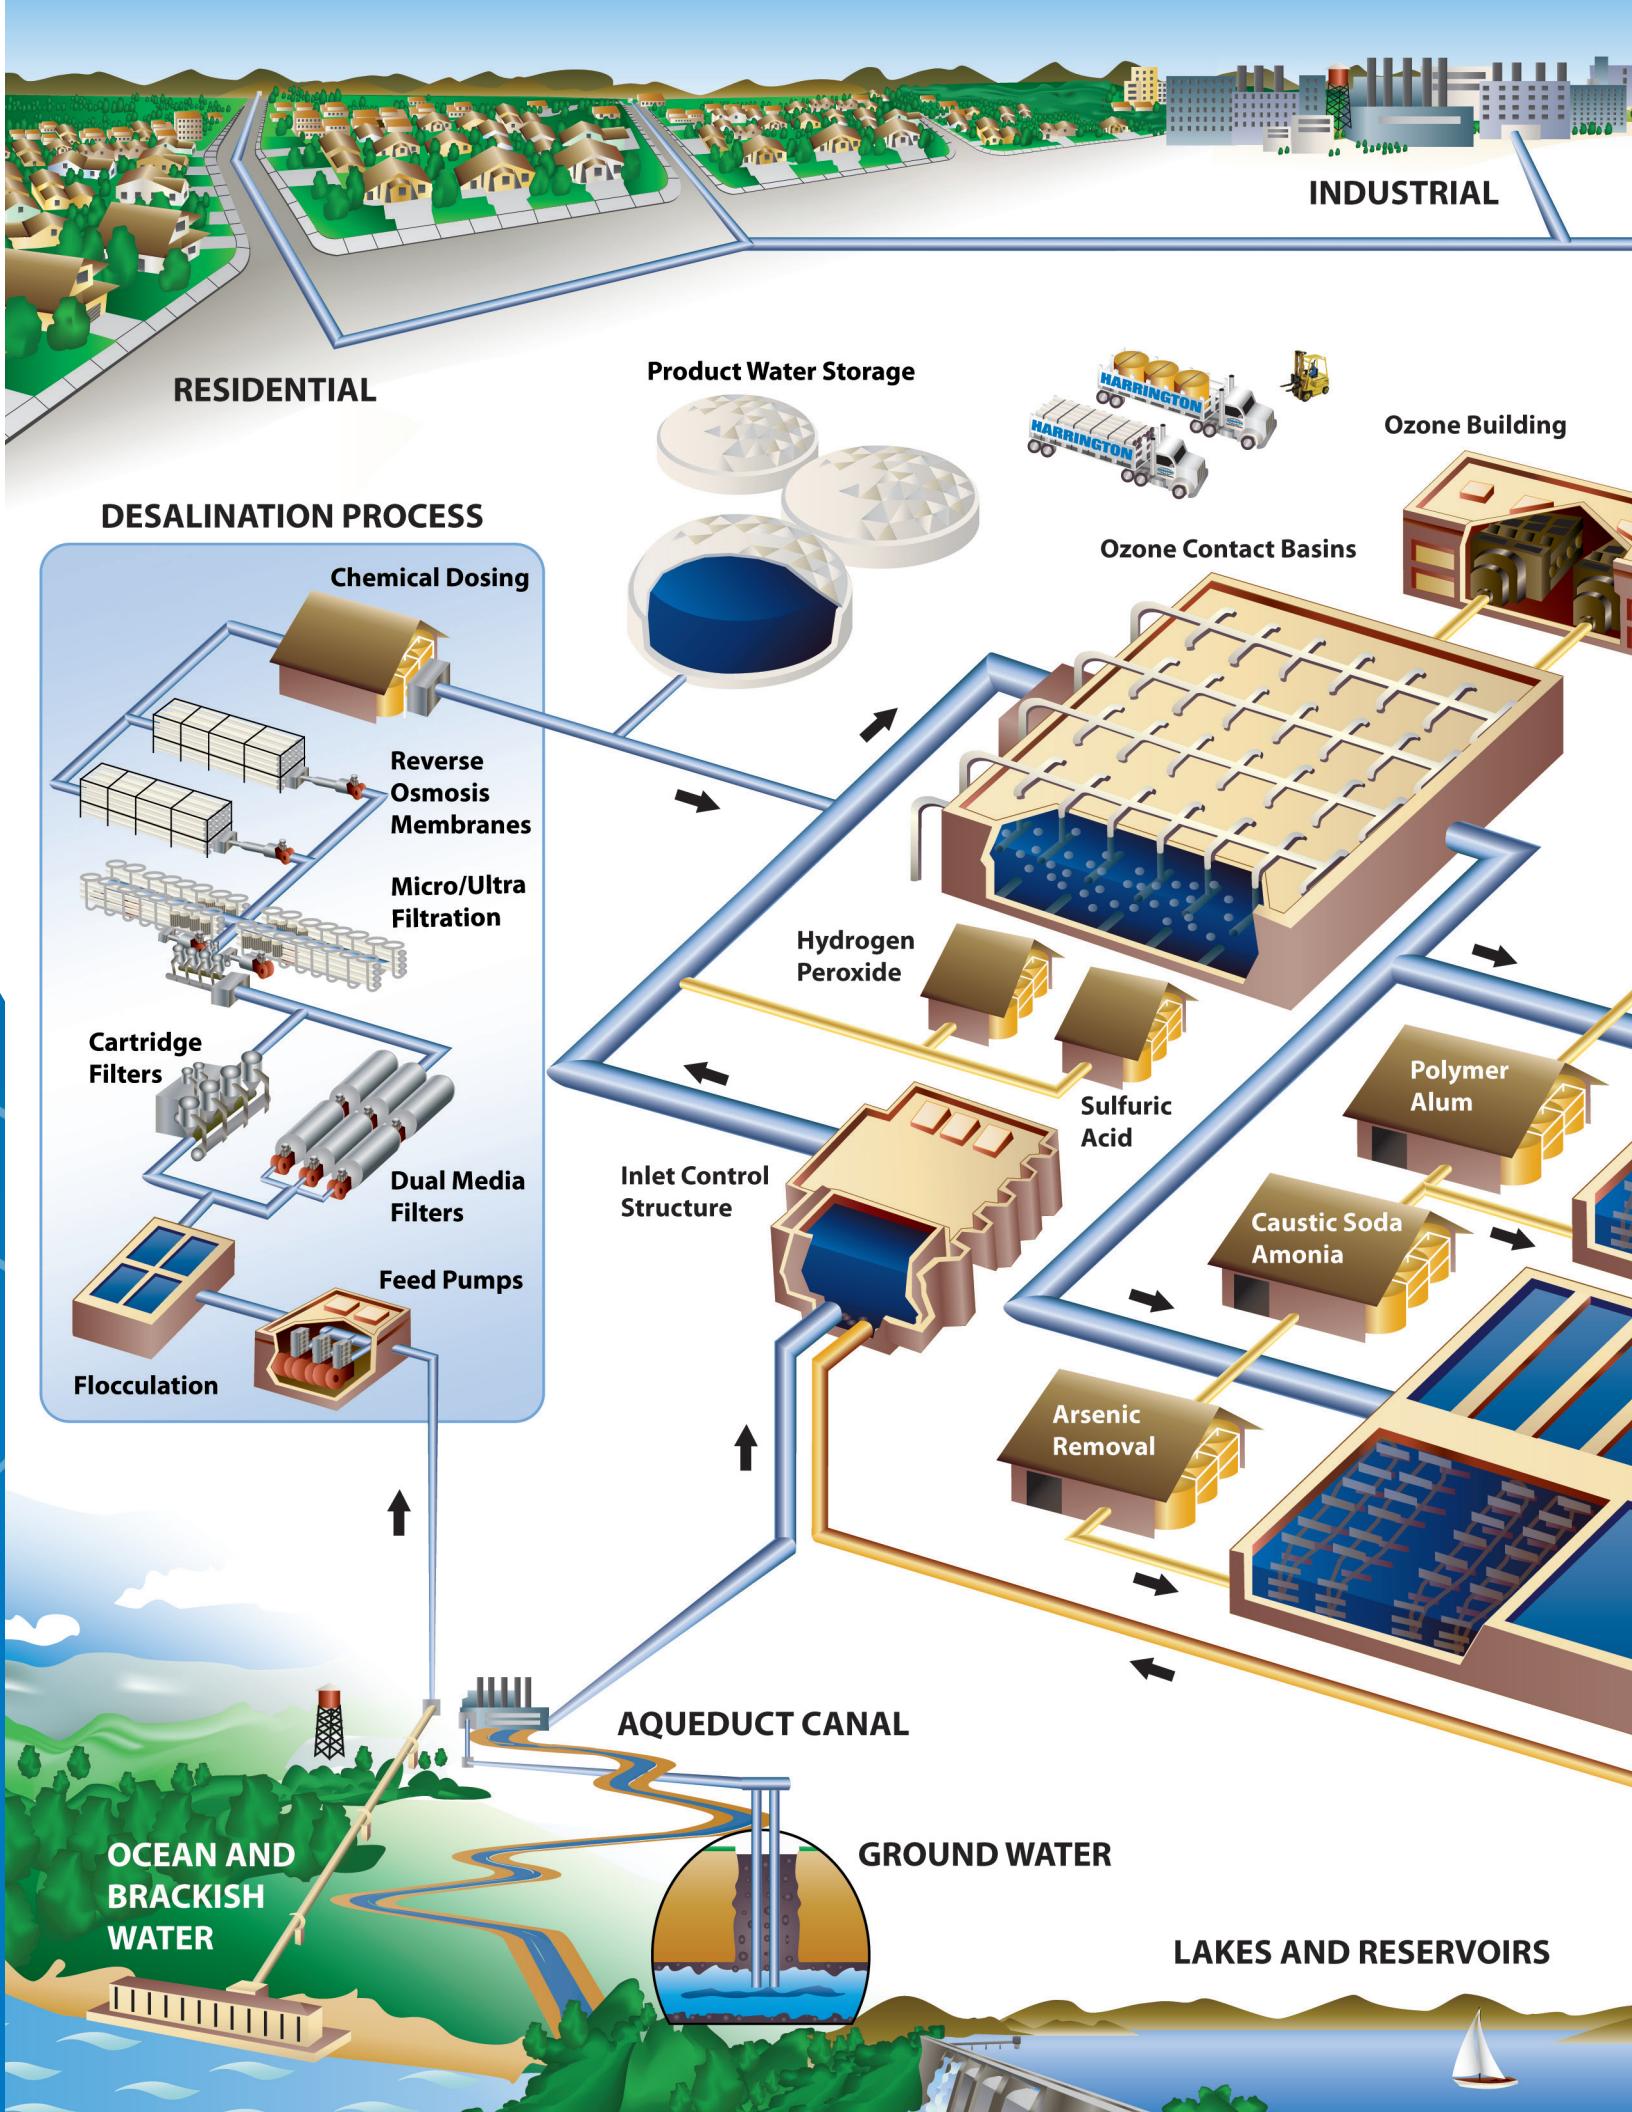 INDUSTRIAL
RESIDENTIAL
Product Water Storage
HARRINGTON
HARRINGTON
Ozone Building
DESALINATION PROCESS
Ozone Contact Basins
Chemical Dosing
Reverse
Osmosis
Membranes
Micro/Ultra
Filtration
Hydrogen
Peroxide
Cartridge
Filters
Polymer
Alum
Sulfuric
Acid
Inlet Control
Structure
Dual Media
Filters
Caustic Soda
Amonia
Feed Pumps
Flocculation
Arsenic
Removal
AQUEDUCT CANAL
OCEAN AND
BRACKISH
WATER
GROUND WATER
LAKES AND RESERVOIRS